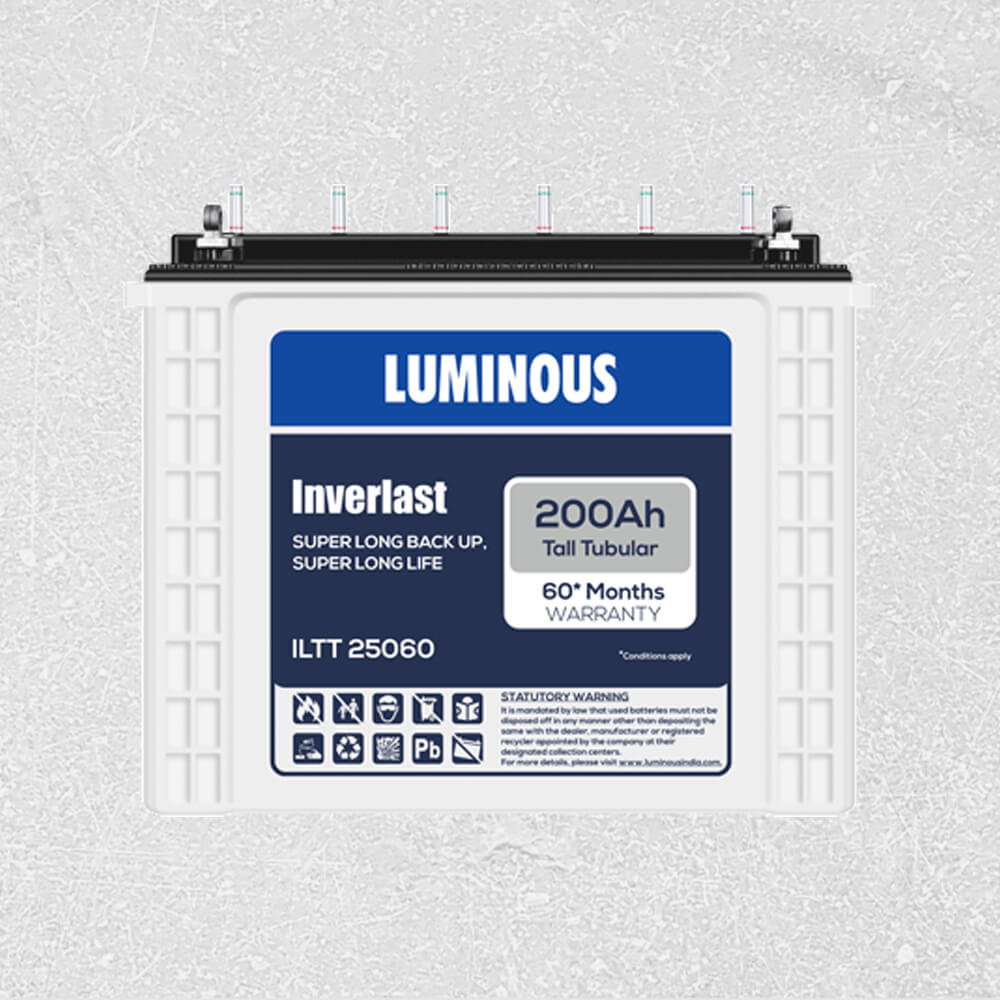 LUMINOUS
Inverlast
SUPER LONG BACK UP,
SUPER LONG LIFE
200Ah
Tall Tubular
60* Months
WARRANTY
ILTT 25060
*Conditions apply
STATUTORY WARNING
It is mandated by law that used batteries must not be
disposed off in any manner other than depositing the
same with the dealer, manufacturer or registered
recycler appointed by the company at their
designated collection centers.
For more details, please visit www.luminousindia.com.
Pb